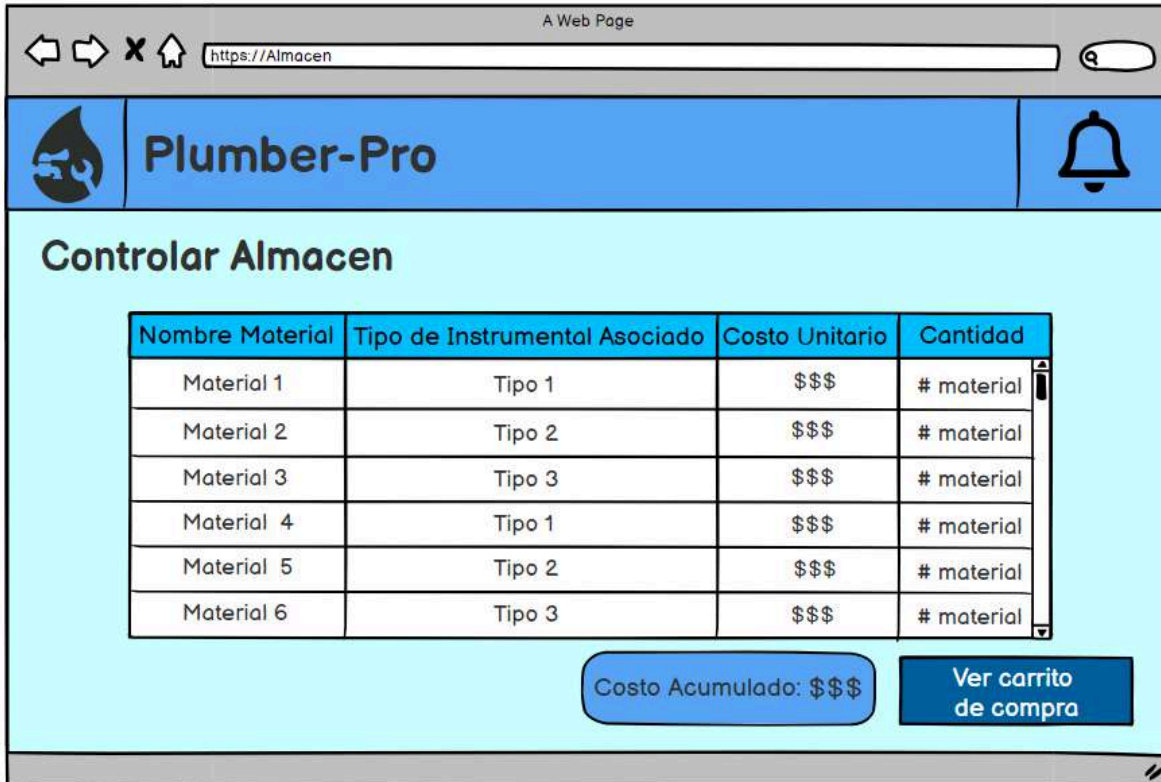 A Web Page
https://Almacen
Plumber-Pro
Controlar Almacen
Nombre Material Tipo de Instrumental Asociado Costo Unitario Cantidad
Material 1 Tipo 1 $$$ # material
Material 2 Tipo 2 $$$ # material
Material 3 Tipo 3 $$$ # material
Material 4 Tipo 1 $$$ # material
Material 5 Tipo 2 $$$ # material
Material 6 Tipo 3 $$$ # material
Costo Acumulado: $$$
Ver carrito
de compra